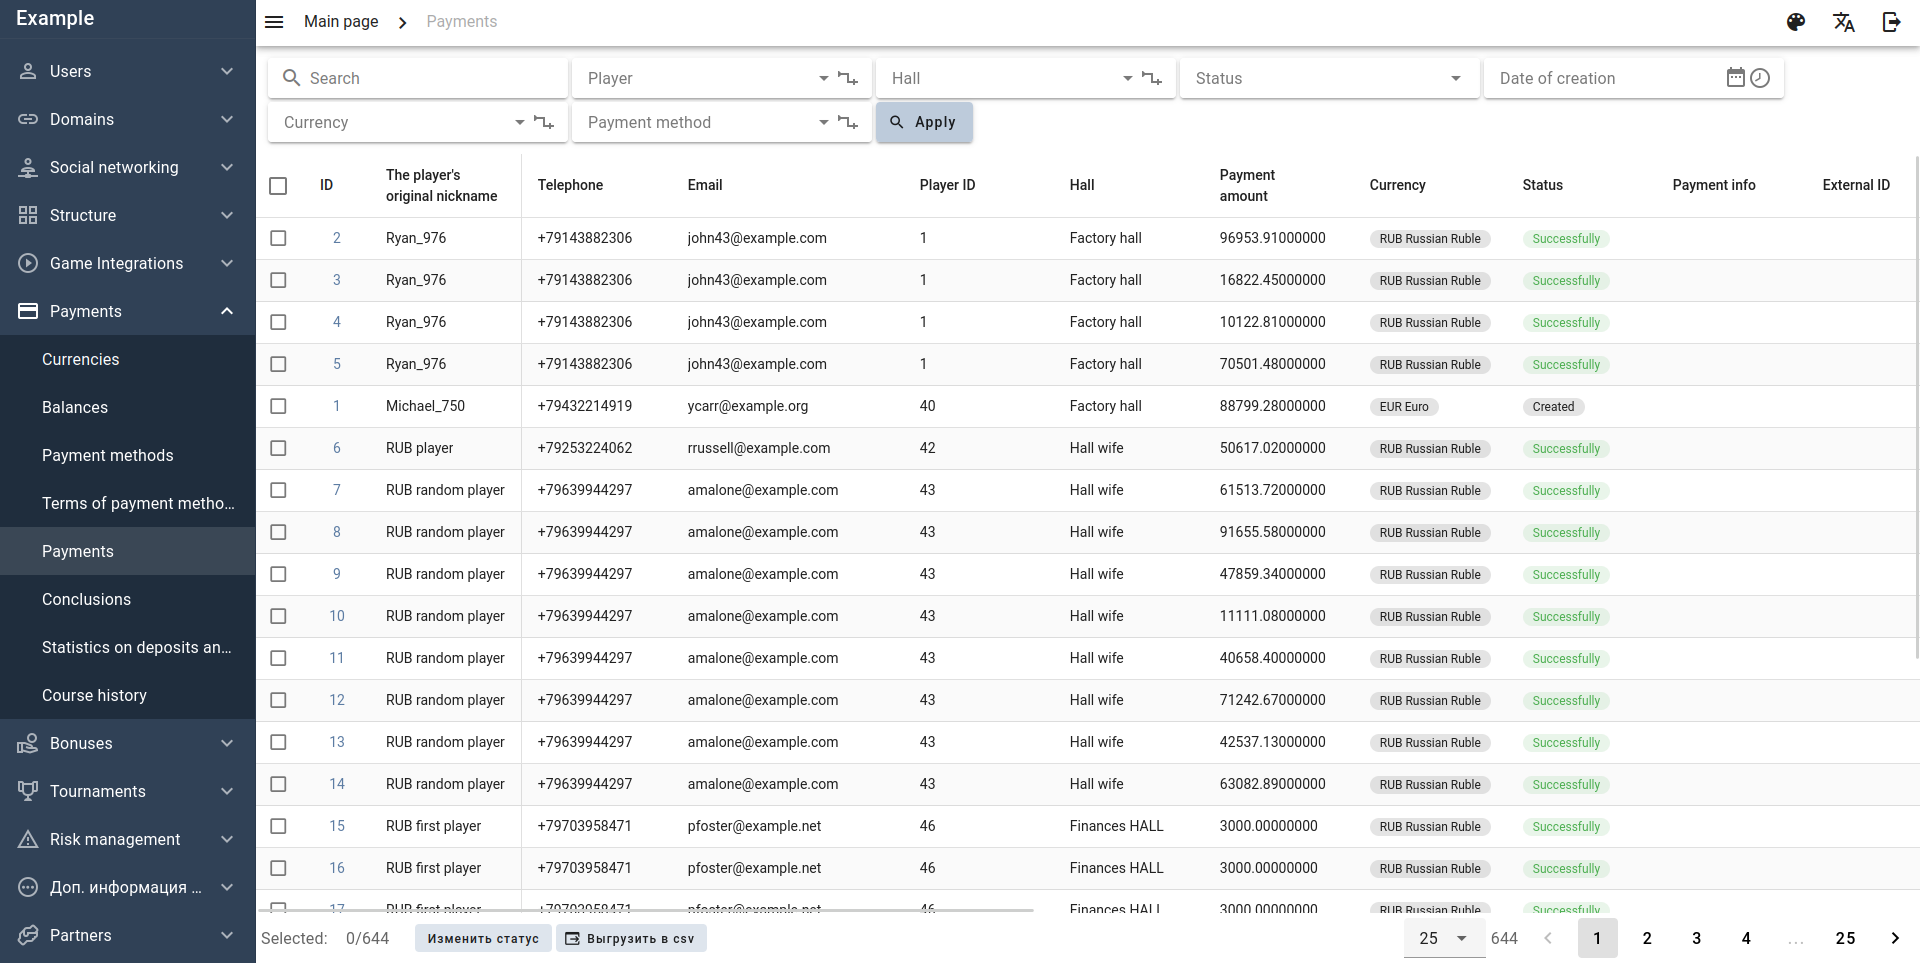 Example
Main page
Payments
Users
Domains
Social networking
Structure
Game Integrations
Payments
Currencies
Balances
Payment methods
Terms of payment metho...
Payments
Conclusions
Statistics on deposits an...
Course history
Bonuses
Tournaments
Risk management
Доп. информация ...
Partners
Search
Player
Hall
Status
Date of creation
Currency
Payment method
Apply
ID The player's original nickname Telephone Email Player ID Hall Payment amount Currency Status Payment info External ID
2 Ryan_976 +79143882306 john43@example.com 1 Factory hall 96953.91000000 RUB Russian Ruble Successfully
3 Ryan_976 +79143882306 john43@example.com 1 Factory hall 16822.45000000 RUB Russian Ruble Successfully
4 Ryan_976 +79143882306 john43@example.com 1 Factory hall 10122.81000000 RUB Russian Ruble Successfully
5 Ryan_976 +79143882306 john43@example.com 1 Factory hall 70501.48000000 RUB Russian Ruble Successfully
1 Michael_750 +79432214919 ycarr@example.org 40 Factory hall 88799.28000000 EUR Euro Created
6 RUB player +79253224062 rrussell@example.com 42 Hall wife 50617.02000000 RUB Russian Ruble Successfully
7 RUB random player +79639944297 amalone@example.com 43 Hall wife 61513.72000000 RUB Russian Ruble Successfully
8 RUB random player +79639944297 amalone@example.com 43 Hall wife 91655.58000000 RUB Russian Ruble Successfully
9 RUB random player +79639944297 amalone@example.com 43 Hall wife 47859.34000000 RUB Russian Ruble Successfully
10 RUB random player +79639944297 amalone@example.com 43 Hall wife 11111.08000000 RUB Russian Ruble Successfully
11 RUB random player +79639944297 amalone@example.com 43 Hall wife 40658.40000000 RUB Russian Ruble Successfully
12 RUB random player +79639944297 amalone@example.com 43 Hall wife 71242.67000000 RUB Russian Ruble Successfully
13 RUB random player +79639944297 amalone@example.com 43 Hall wife 42537.13000000 RUB Russian Ruble Successfully
14 RUB random player +79639944297 amalone@example.com 43 Hall wife 63082.89000000 RUB Russian Ruble Successfully
15 RUB first player +79703958471 pfoster@example.net 46 Finances HALL 3000.00000000 RUB Russian Ruble Successfully
16 RUB first player +79703958471 pfoster@example.net 46 Finances HALL 3000.00000000 RUB Russian Ruble Successfully
17 RUB first player +79703958471 pfoster@example.net 46 Finances HALL 3000.00000000 RUB Russian Ruble Successfully
Selected: 0/644 Изменить статус Выгрузить в csv 25 644 1 2 3 4 ... 25